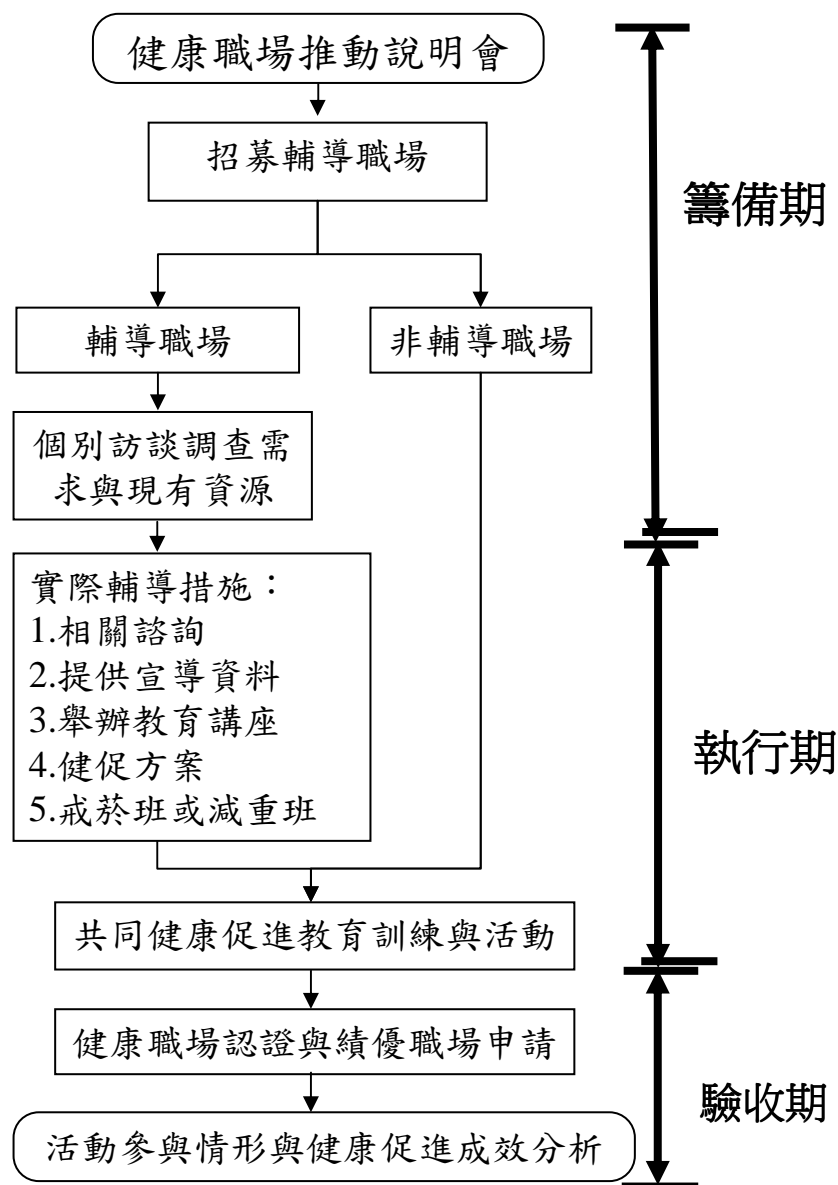 健康職場推動說明會
招募輔導職場
籌備期
輔導職場
非輔導職場
個別訪談調查需
求與現有資源
實際輔導措施：
1.相關諮詢
2.提供宣導資料
3.舉辦教育講座
4.健促方案
5.戒菸班或減重班
執行期
共同健康促進教育訓練與活動
健康職場認證與績優職場申請
驗收期
活動參與情形與健康促進成效分析